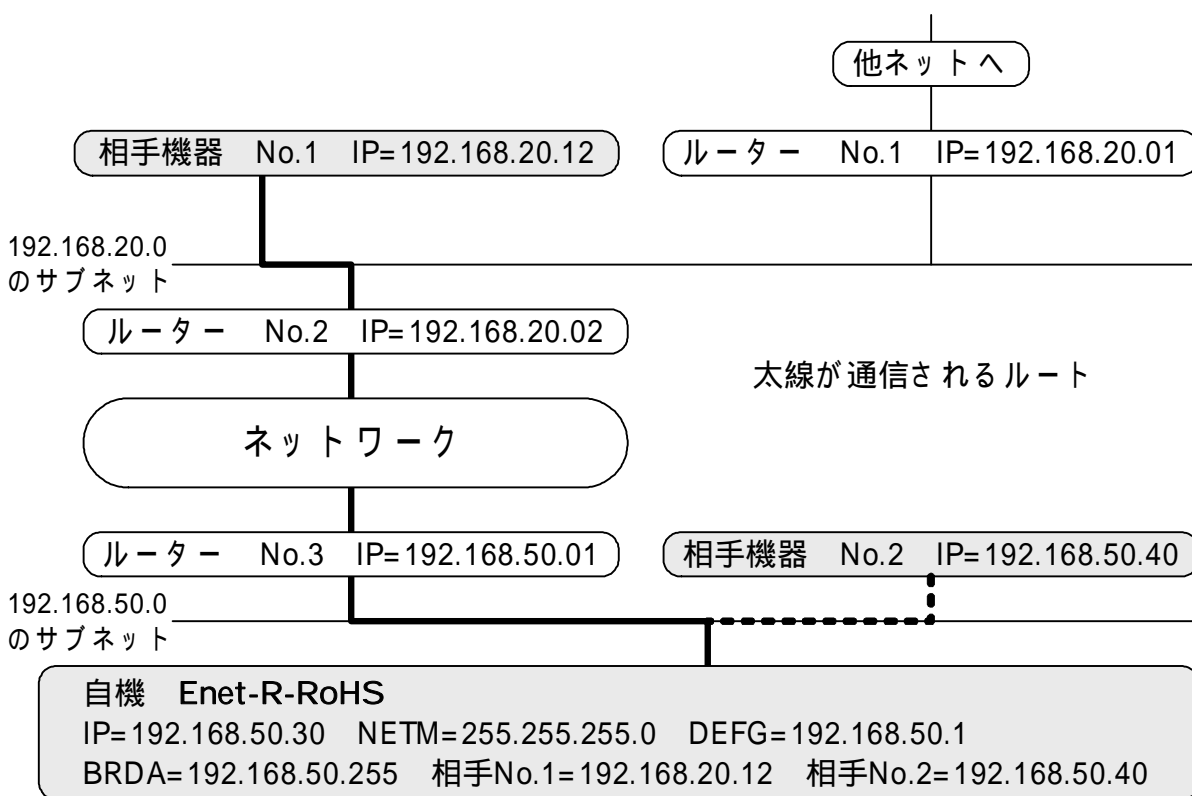 他ネットへ
相手機器 No.1 IP=192.168.20.12
ルーター No.1 IP=192.168.20.01
192.168.20.0
のサブネット
ルーター No.2 IP=192.168.20.02
太線が通信されるルート
ネットワーク
ルーター No.3 IP=192.168.50.01
相手機器 No.2 IP=192.168.50.40
192.168.50.0
のサブネット
自機 Enet-R-RoHS
IP=192.168.50.30 NETM=255.255.255.0 DEFG=192.168.50.1
BRDA=192.168.50.255 相手No.1=192.168.20.12 相手No.2=192.168.50.40